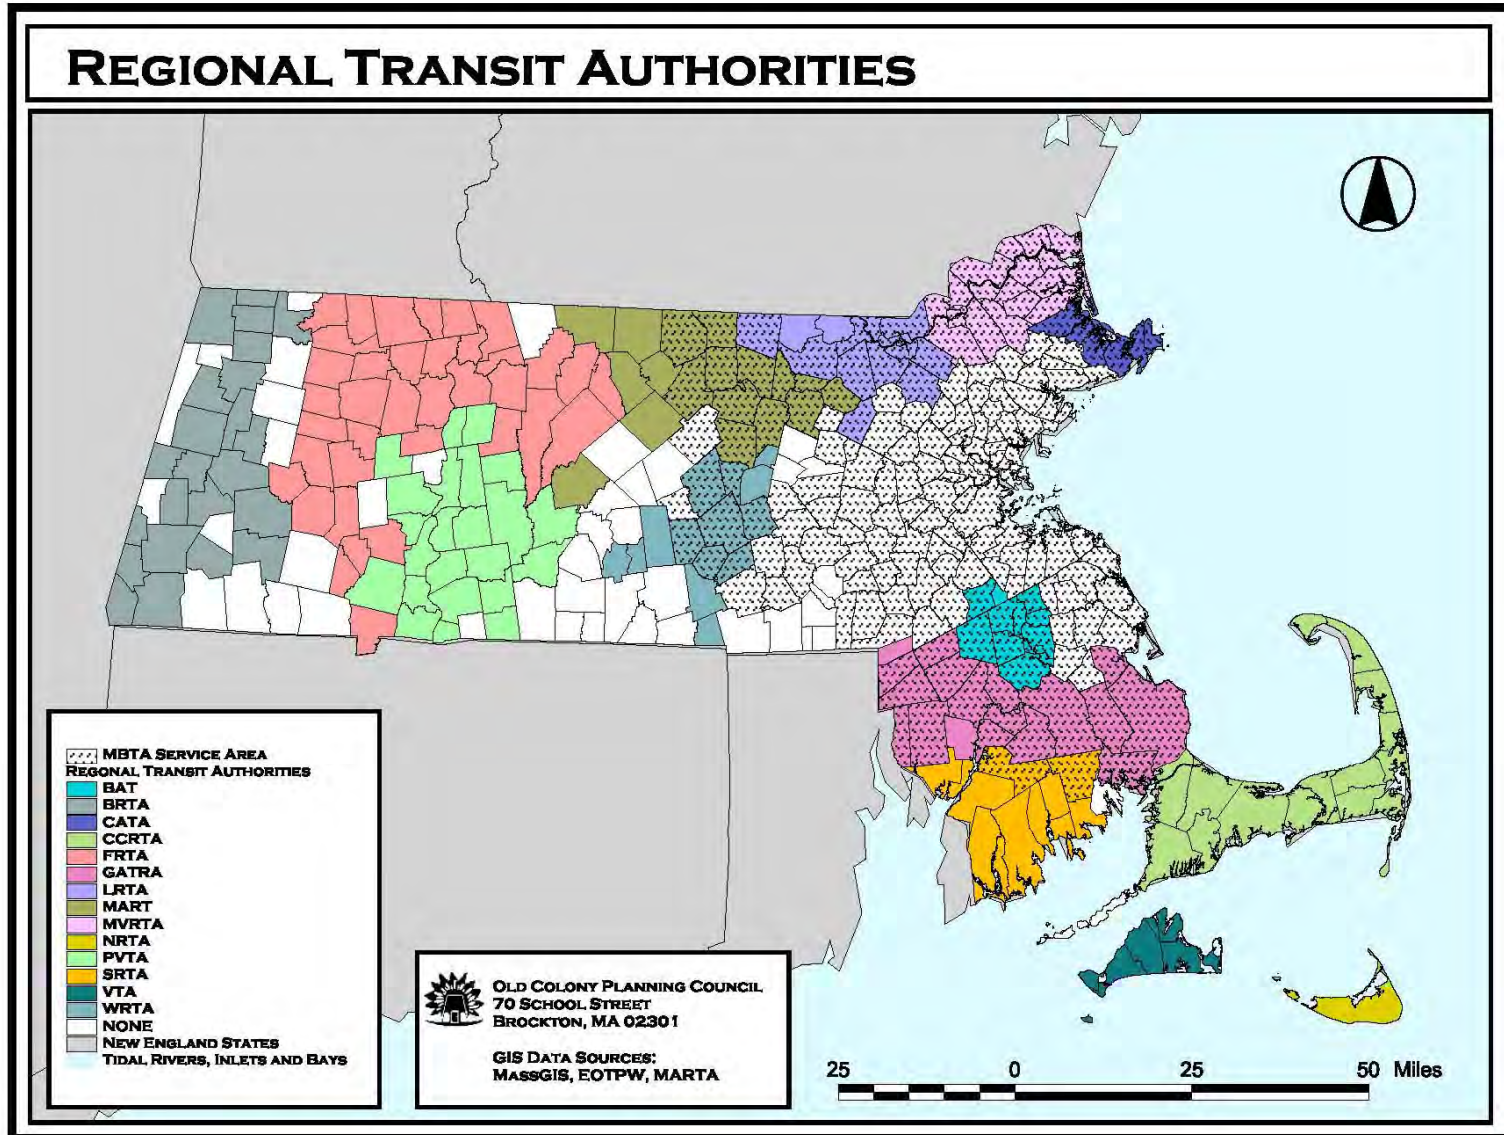 REGIONAL TRANSIT AUTHORITIES
MBTA SERVICE AREA
REGIONAL TRANSIT AUTHORITIES
BAT
BRTA
CATA
CCRTA
FRTA
GATRA
LRTA
MART
MVRTA
NRTA
PVTA
SRTA
VTA
WRTA
NONE
NEW ENGLAND STATES
TIDAL RIVERS, INLETS AND BAYS
OLD COLONY PLANNING COUNCIL
70 SCHOOL STREET
BROCKTON, MA 02301
GIS DATA SOURCES:
MASSGIS, EOTPW, MARTA
25 0 25 50 Miles